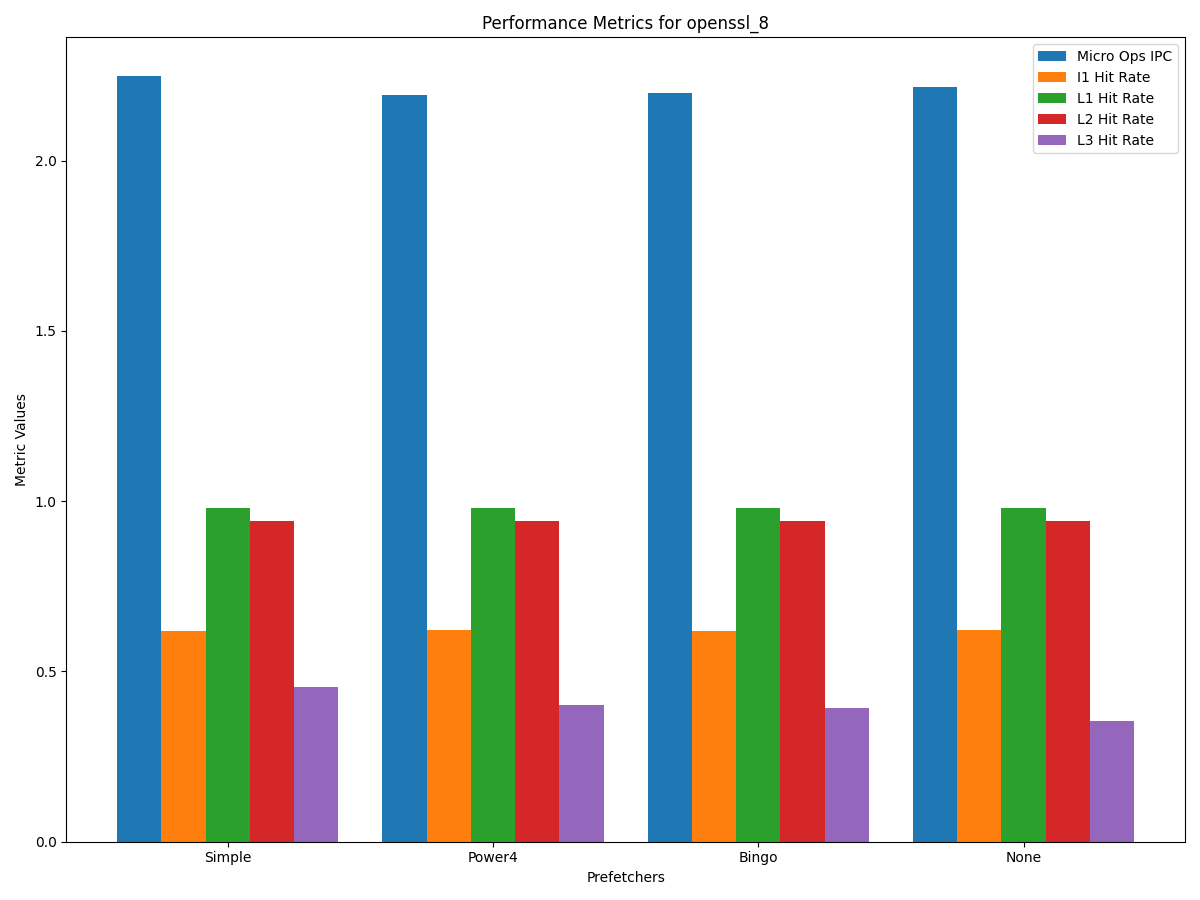 Performance Metrics for openssl_8
Micro Ops IPC
I1 Hit Rate
L1 Hit Rate
L2 Hit Rate
L3 Hit Rate
Metric Values
2.0
1.5
1.0
0.5
0.0
Simple
Power4
Bingo
None
Prefetchers